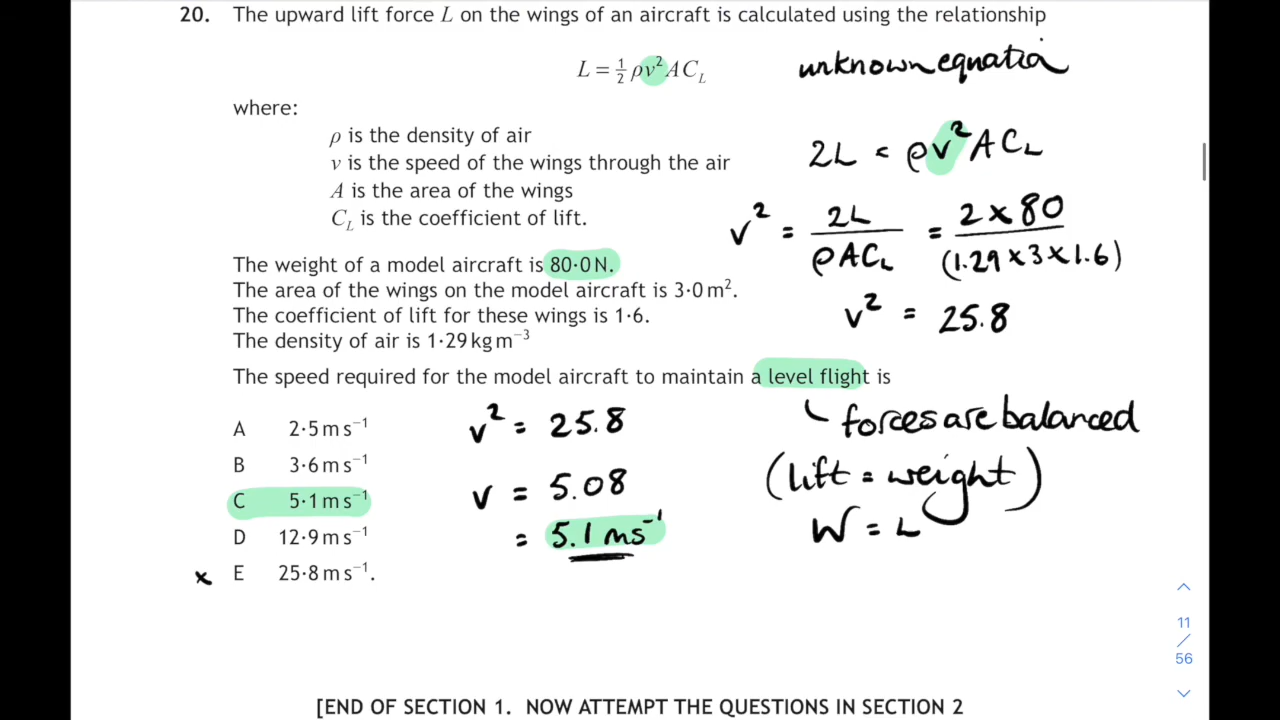 20. The upward lift force L on the wings of an aircraft is calculated using the relationship
L = ½ ρv²AC_L
unknown equation
where:
ρ is the density of air
v is the speed of the wings through the air
A is the area of the wings
C_L is the coefficient of lift.
2L = ρv²AC_L
v² = 2L / ρAC_L = 2 × 80 / (1.29 × 3 × 1.6)
v² = 25.8
The weight of a model aircraft is 80·0 N.
The area of the wings on the model aircraft is 3·0 m².
The coefficient of lift for these wings is 1·6.
The density of air is 1·29 kg m⁻³
The speed required for the model aircraft to maintain a level flight is
forces are balanced
(lift = weight)
W = L
A 2·5 m s⁻¹
B 3·6 m s⁻¹
C 5·1 m s⁻¹
D 12·9 m s⁻¹
x E 25·8 m s⁻¹.
v² = 25.8
v = 5.08
= 5.1 ms⁻¹
11
/
56
[END OF SECTION 1. NOW ATTEMPT THE QUESTIONS IN SECTION 2